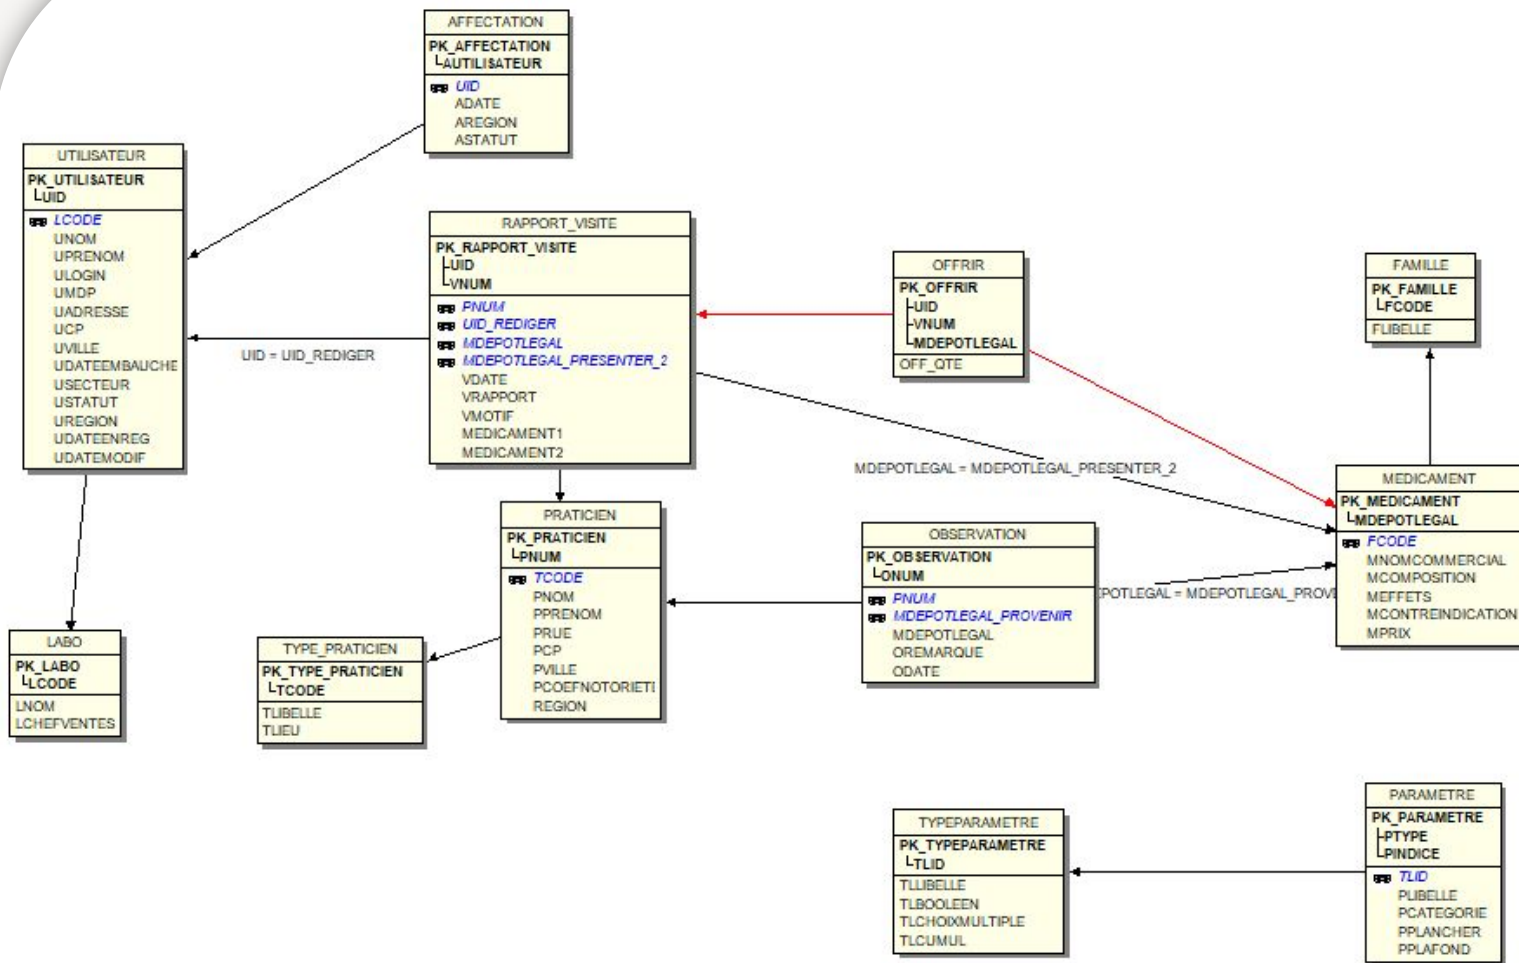 AFFECTATION
PK_AFFECTATION
AUTILISATEUR
UID
ADATE
AREGION
ASTATUT
UTILISATEUR
PK_UTILISATEUR
UID
LCODE
UNOM
UPRENOM
ULOGIN
UMDP
UADRESSE
UCP
UVILLE
UDATEEMBAUCHE
USECTEUR
USTATUT
UREGION
UDATEENREG
UDATEMODIF
UID = UID_REDIGER
RAPPORT_VISITE
PK_RAPPORT_VISITE
UID
VNUM
PNUM
UID_REDIGER
MDEPOTLEGAL
MDEPOTLEGAL_PRESENTER_2
VDATE
VRAPPORT
VMOTIF
MEDICAMENT1
MEDICAMENT2
OFFRIR
PK_OFFRIR
UID
VNUM
MDEPOTLEGAL
OFF_QTE
FAMILLE
PK_FAMILLE
FCODE
FLIBELLE
MDEPOTLEGAL = MDEPOTLEGAL_PRESENTER_2
MEDICAMENT
PK_MEDICAMENT
MDEPOTLEGAL
FCODE
MNOMCOMMERCIAL
MCOMPOSITION
MEFFETS
MCONTREINDICATION
MPRIX
PRATICIEN
PK_PRATICIEN
PNUM
TCODE
PNOM
PPRENOM
PRUE
PCP
PVILLE
PCOEFNOTORIETE
REGION
OBSERVATION
PK_OBSERVATION
ONUM
PNUM
MDEPOTLEGAL_PROVENIR
MDEPOTLEGAL
OREMARQUE
ODATE
EPOTLEGAL = MDEPOTLEGAL_PROVE
LABO
PK_LABO
LCODE
LNOM
LCHEFVENTES
TYPE_PRATICIEN
PK_TYPE_PRATICIEN
TCODE
TLIBELLE
TLIEU
TYPEPARAMETRE
PK_TYPEPARAMETRE
TLID
TLLIBELLE
TLBOOLEEN
TLCHOIXMULTIPLE
TLCUMUL
PARAMETRE
PK_PARAMETRE
PTYPE
PINDICE
TLID
PLIBELLE
PCATEGORIE
PPLANCHER
PPLAFOND